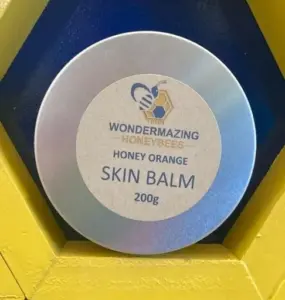 WONDERMAZING
HONEYBEES
HONEY ORANGE
SKIN BALM
200g